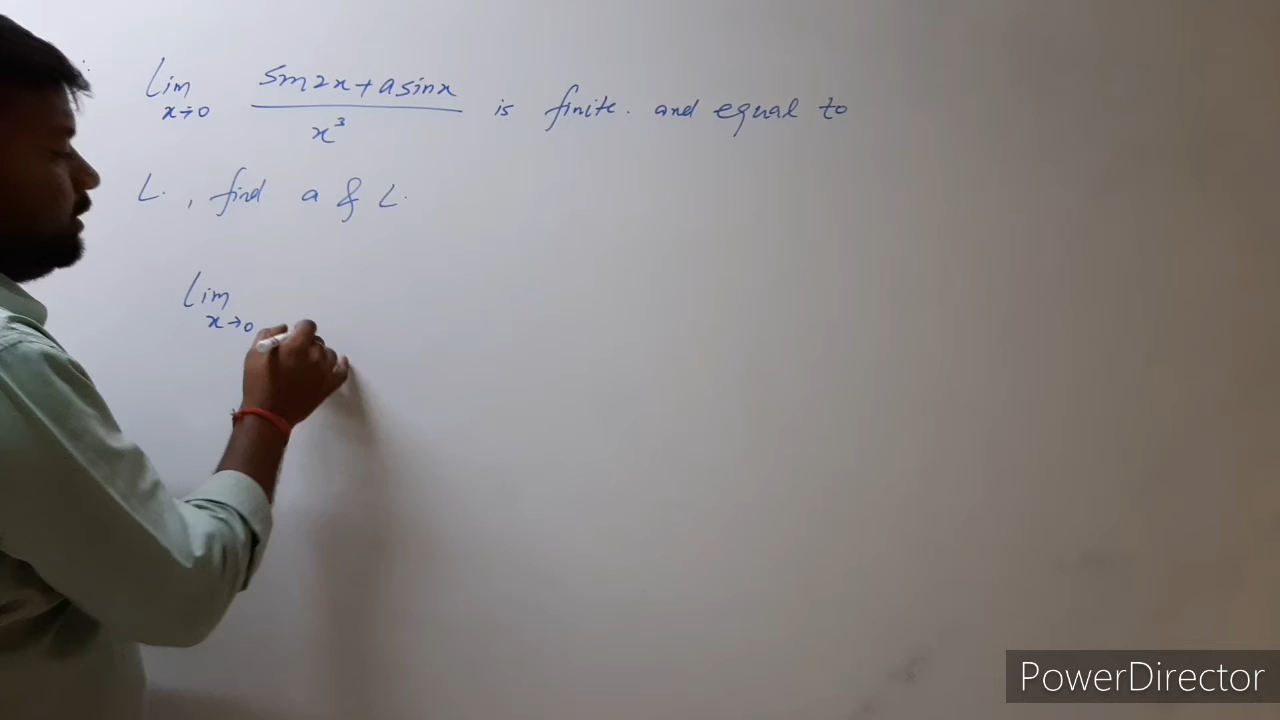 Lim x→0 sin2x + a sinx / x³ is finite. and equal to
L. , find a & L.
Lim x→0
PowerDirector